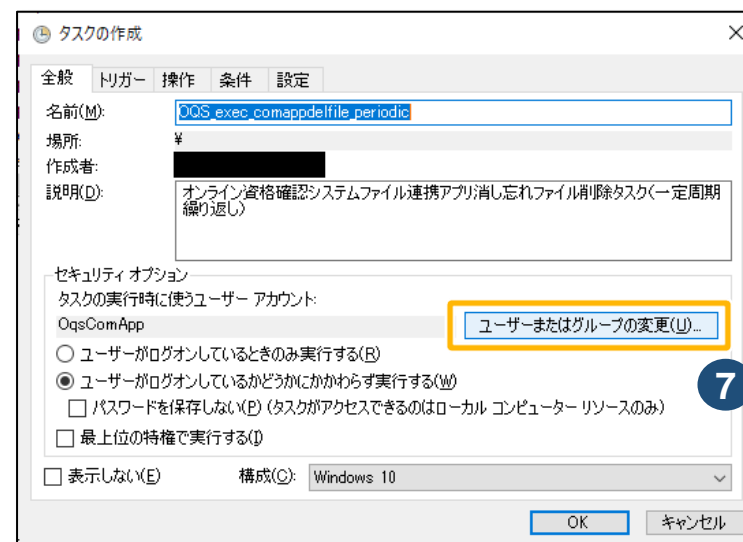 タスクの作成
全般 トリガー 操作 条件 設定
名前(M): OQS_exec_comappdelfile_periodic
場所: ¥
作成者:
説明(D): オンライン資格確認システムファイル連携アプリ消し忘れファイル削除タスク(一定周期
繰り返し)
セキュリティ オプション
タスクの実行時に使うユーザー アカウント:
OqsComApp ユーザーまたはグループの変更(U)...
ユーザーがログオンしているときのみ実行する(R)
ユーザーがログオンしているかどうかにかかわらず実行する(W)
7
パスワードを保存しない(P) (タスクがアクセスできるのはローカル コンピューター リソースのみ)
最上位の特権で実行する(I)
表示しない(E) 構成(C): Windows 10
OK キャンセル